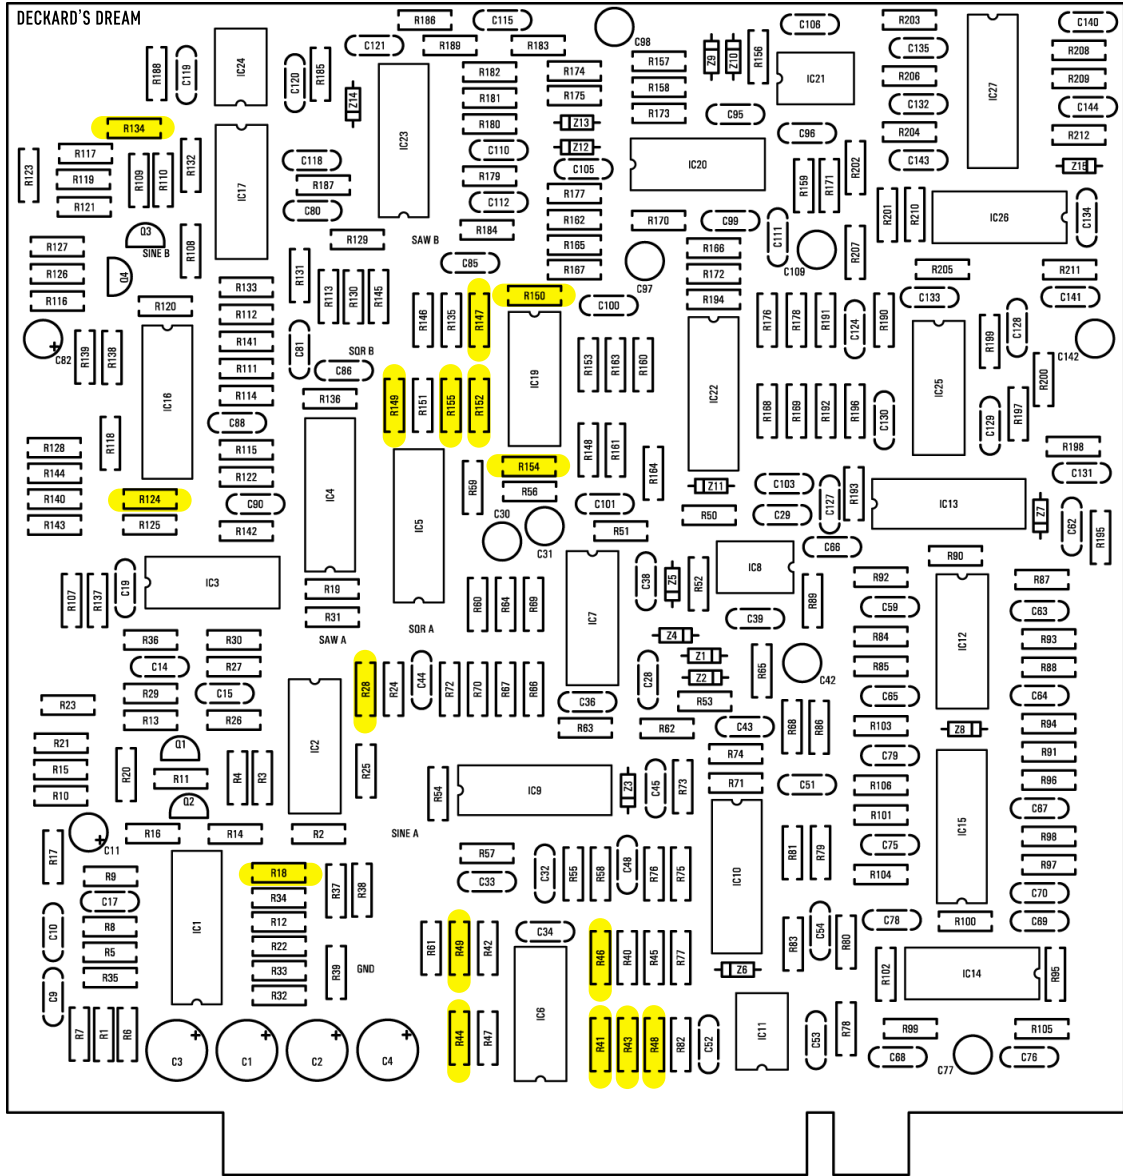 DECKARD'S DREAM
R186
C115
C98
C106
R203
C140
C121
R189
R183
Z9
Z10
R156
C135
IC27
R208
R188
C119
IC24
C120
R185
R182
R174
R157
IC21
R206
R209
Z14
IC23
R181
R175
R158
C132
C144
R134
R180
Z13
R173
C95
C96
R204
R212
R117
R132
IC17
C118
C110
Z12
IC20
R202
C143
Z15
R123
R119
R109
R110
R187
R179
C105
R159
R171
R121
C80
C112
R177
R201
R210
IC26
C134
Q3
SINE B
R108
R129
SAW B
R184
R162
R170
C99
C111
R127
R165
R166
C109
R207
R126
Q4
R131
C85
R167
C97
R172
R205
R211
R116
R133
R113
R130
R145
R150
R194
C133
C141
R120
R112
R146
R135
R147
C100
R176
R178
R191
C124
R190
C128
C82
R139
R138
IC16
R141
C81
SQR B
IC19
R153
R163
R160
IC22
IC25
R199
C142
R111
C86
R200
R114
R136
R149
R151
R155
R152
R168
R169
R192
R196
C130
C129
R197
C88
R128
R118
R115
IC4
IC5
R148
R161
R198
R144
R122
R59
R154
R164
C131
R140
R124
C90
R56
Z11
C103
C127
R193
IC13
Z7
C62
R143
R125
R142
C30
C31
C101
R51
R50
C29
R195
C66
R90
IC3
IC7
C38
Z5
R52
IC8
R92
IC12
R87
R107
R137
C19
R19
R60
R64
R69
R89
C59
C63
R31
C39
R36
R30
SAW A
SQR A
Z4
R84
R93
C14
R27
Z1
R65
C42
R85
R88
R29
C15
R28
R24
C44
R72
R70
R67
R66
C28
Z2
C65
C64
R23
R13
R26
IC2
C36
R53
R68
R86
R103
R94
R21
Q1
R63
R62
C43
Z8
R15
R20
R11
R4
R3
R25
R74
C79
R91
R10
Q2
R54
IC9
Z3
C45
R73
R71
C51
R106
IC15
R96
C11
R16
R14
R2
SINE A
R101
C67
R17
R57
C32
R55
R58
C48
R76
R75
IC10
R81
R79
C75
R98
R9
IC1
R18
R37
R38
C33
R104
R97
C17
R34
C70
C10
R8
R12
R61
R49
R42
C34
R46
R40
R45
R77
R83
C54
R80
C78
R100
C69
R5
R22
R39
GND
C9
R35
R33
IC6
Z6
R102
IC14
R95
R32
R7
R1
R6
C3
C1
C2
C4
R44
R47
R41
R43
R48
R82
C52
IC11
C53
R78
R99
R105
C68
C77
C76